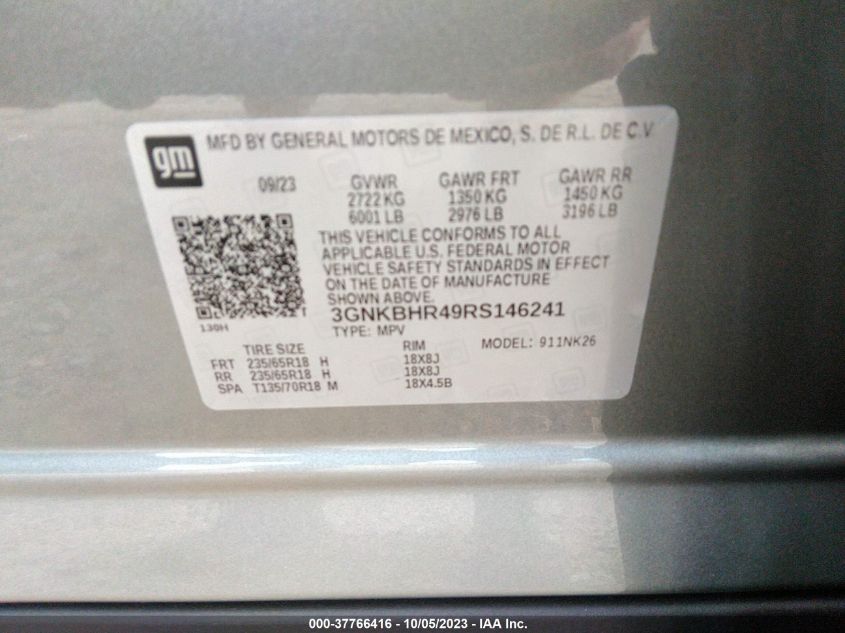 gm
MFD BY GENERAL MOTORS DE MEXICO, S. DE R.L. DE C.V.
09/23 GVWR GAWR FRT GAWR RR
2722 KG 1350 KG 1450 KG
6001 LB 2976 LB 3196 LB
THIS VEHICLE CONFORMS TO ALL
APPLICABLE U.S. FEDERAL MOTOR
VEHICLE SAFETY STANDARDS IN EFFECT
ON THE DATE OF MANUFACTURE
SHOWN ABOVE.
3GNKBHR49RS146241
130H
TYPE: MPV
MODEL: 911NK26
TIRE SIZE RIM
FRT 235/65R18 H 18X8J
RR 235/65R18 H 18X8J
SPA T135/70R18 M 18X4.5B
000-37766416 - 10/05/2023 - IAA Inc.